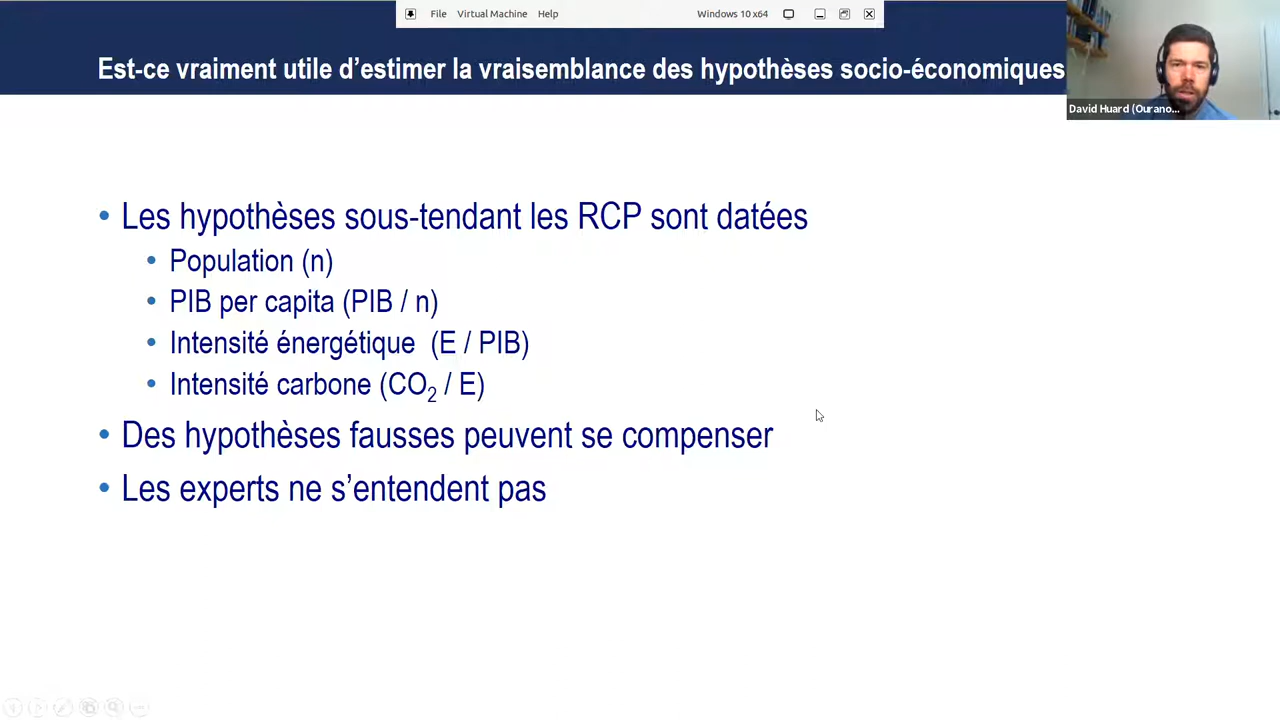 File Virtual Machine Help Windows 10 x64
Est-ce vraiment utile d’estimer la vraisemblance des hypothèses socio-économiques
David Huard (Ourano...
• Les hypothèses sous-tendant les RCP sont datées
• Population (n)
• PIB per capita (PIB / n)
• Intensité énergétique (E / PIB)
• Intensité carbone (CO₂ / E)
• Des hypothèses fausses peuvent se compenser
• Les experts ne s’entendent pas